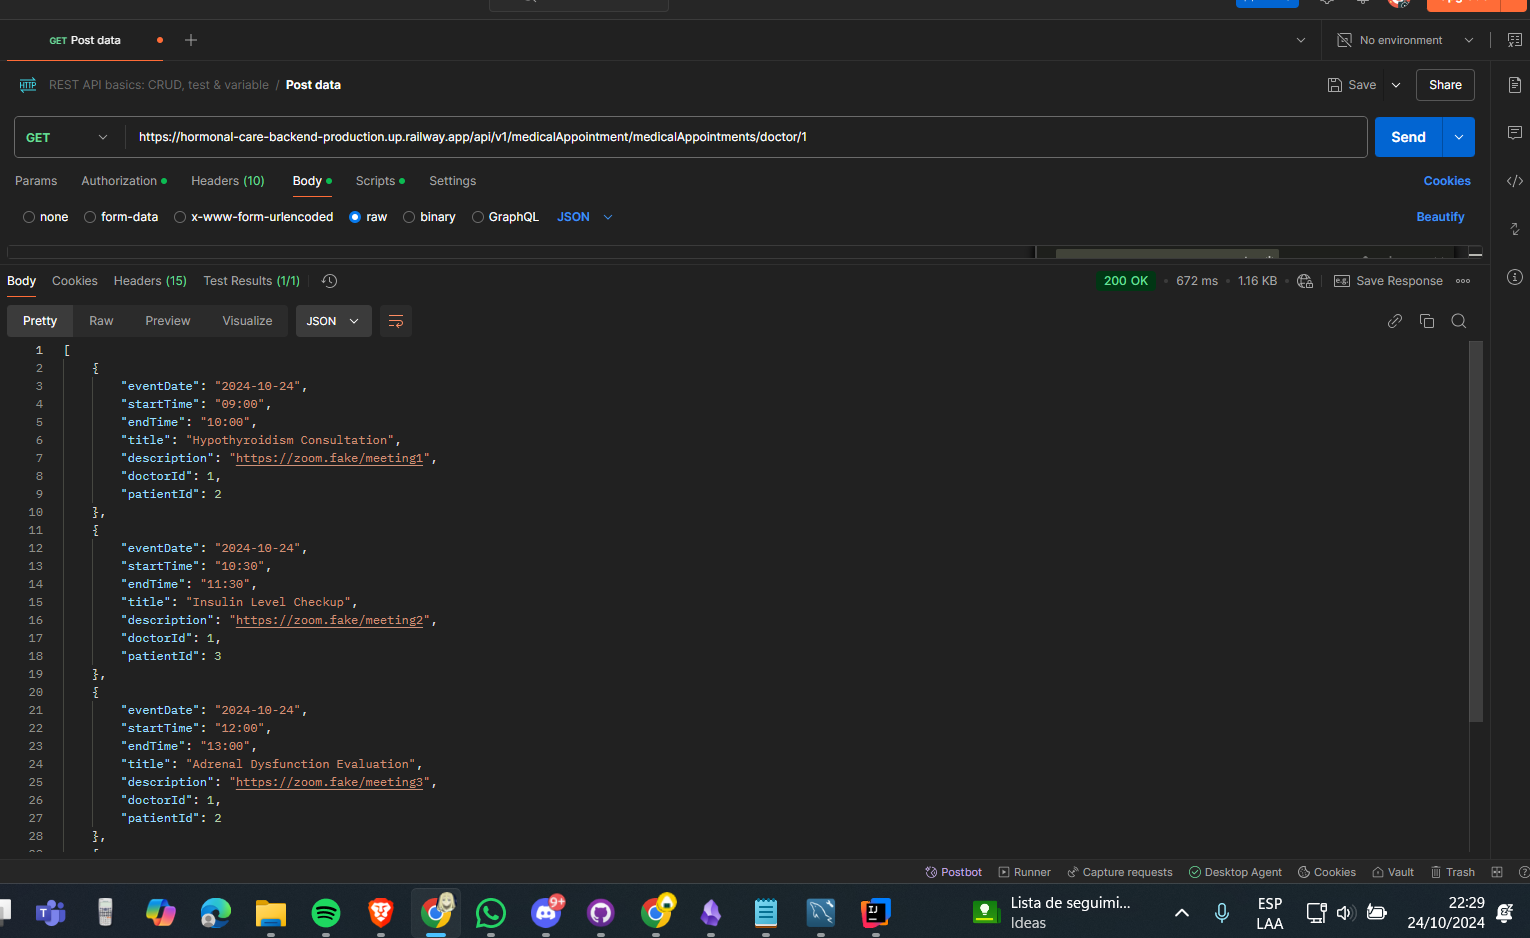 GET Post data
No environment
REST API basics: CRUD, test & variable / Post data
Save
Share
GET
https://hormonal-care-backend-production.up.railway.app/api/v1/medicalAppointment/medicalAppointments/doctor/1
Send
Params Authorization Headers (10) Body Scripts Settings
Cookies
none form-data x-www-form-urlencoded raw binary GraphQL JSON
Beautify
Body Cookies Headers (15) Test Results (1/1)
200 OK 672 ms 1.16 KB Save Response
Pretty Raw Preview Visualize JSON
1 [
2 {
3 "eventDate": "2024-10-24",
4 "startTime": "09:00",
5 "endTime": "10:00",
6 "title": "Hypothyroidism Consultation",
7 "description": "https://zoom.fake/meeting1",
8 "doctorId": 1,
9 "patientId": 2
10 },
11 {
12 "eventDate": "2024-10-24",
13 "startTime": "10:30",
14 "endTime": "11:30",
15 "title": "Insulin Level Checkup",
16 "description": "https://zoom.fake/meeting2",
17 "doctorId": 1,
18 "patientId": 3
19 },
20 {
21 "eventDate": "2024-10-24",
22 "startTime": "12:00",
23 "endTime": "13:00",
24 "title": "Adrenal Dysfunction Evaluation",
25 "description": "https://zoom.fake/meeting3",
26 "doctorId": 1,
27 "patientId": 2
28 },
Postbot Runner Capture requests Desktop Agent Cookies Vault Trash
Lista de seguimi...
Ideas
ESP
LAA
22:29
24/10/2024